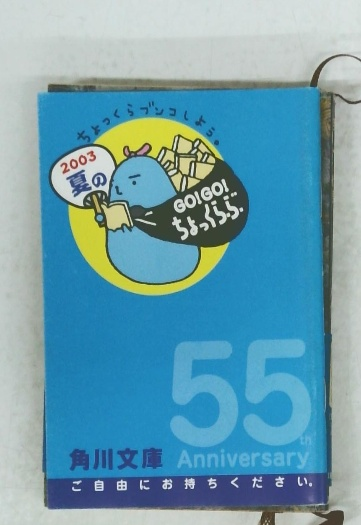 ちょっくらブンコしよう。
2003
夏の
GO!GO!
ちょっくらぶ。
55th
角川文庫 Anniversary
ご自由にお持ちください。